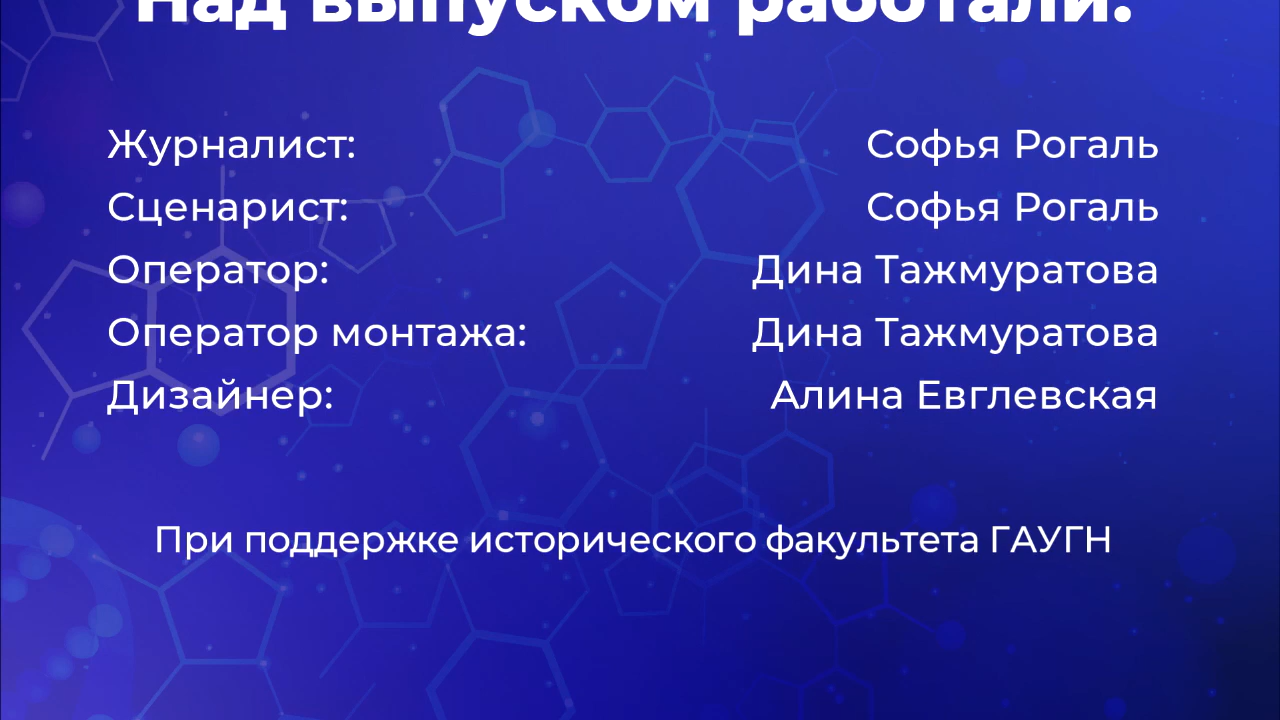 Над выпуском работали:
Журналист: Софья Рогаль
Сценарист: Софья Рогаль
Оператор: Дина Тажмуратова
Оператор монтажа: Дина Тажмуратова
Дизайнер: Алина Евглевская
При поддержке исторического факультета ГАУГН